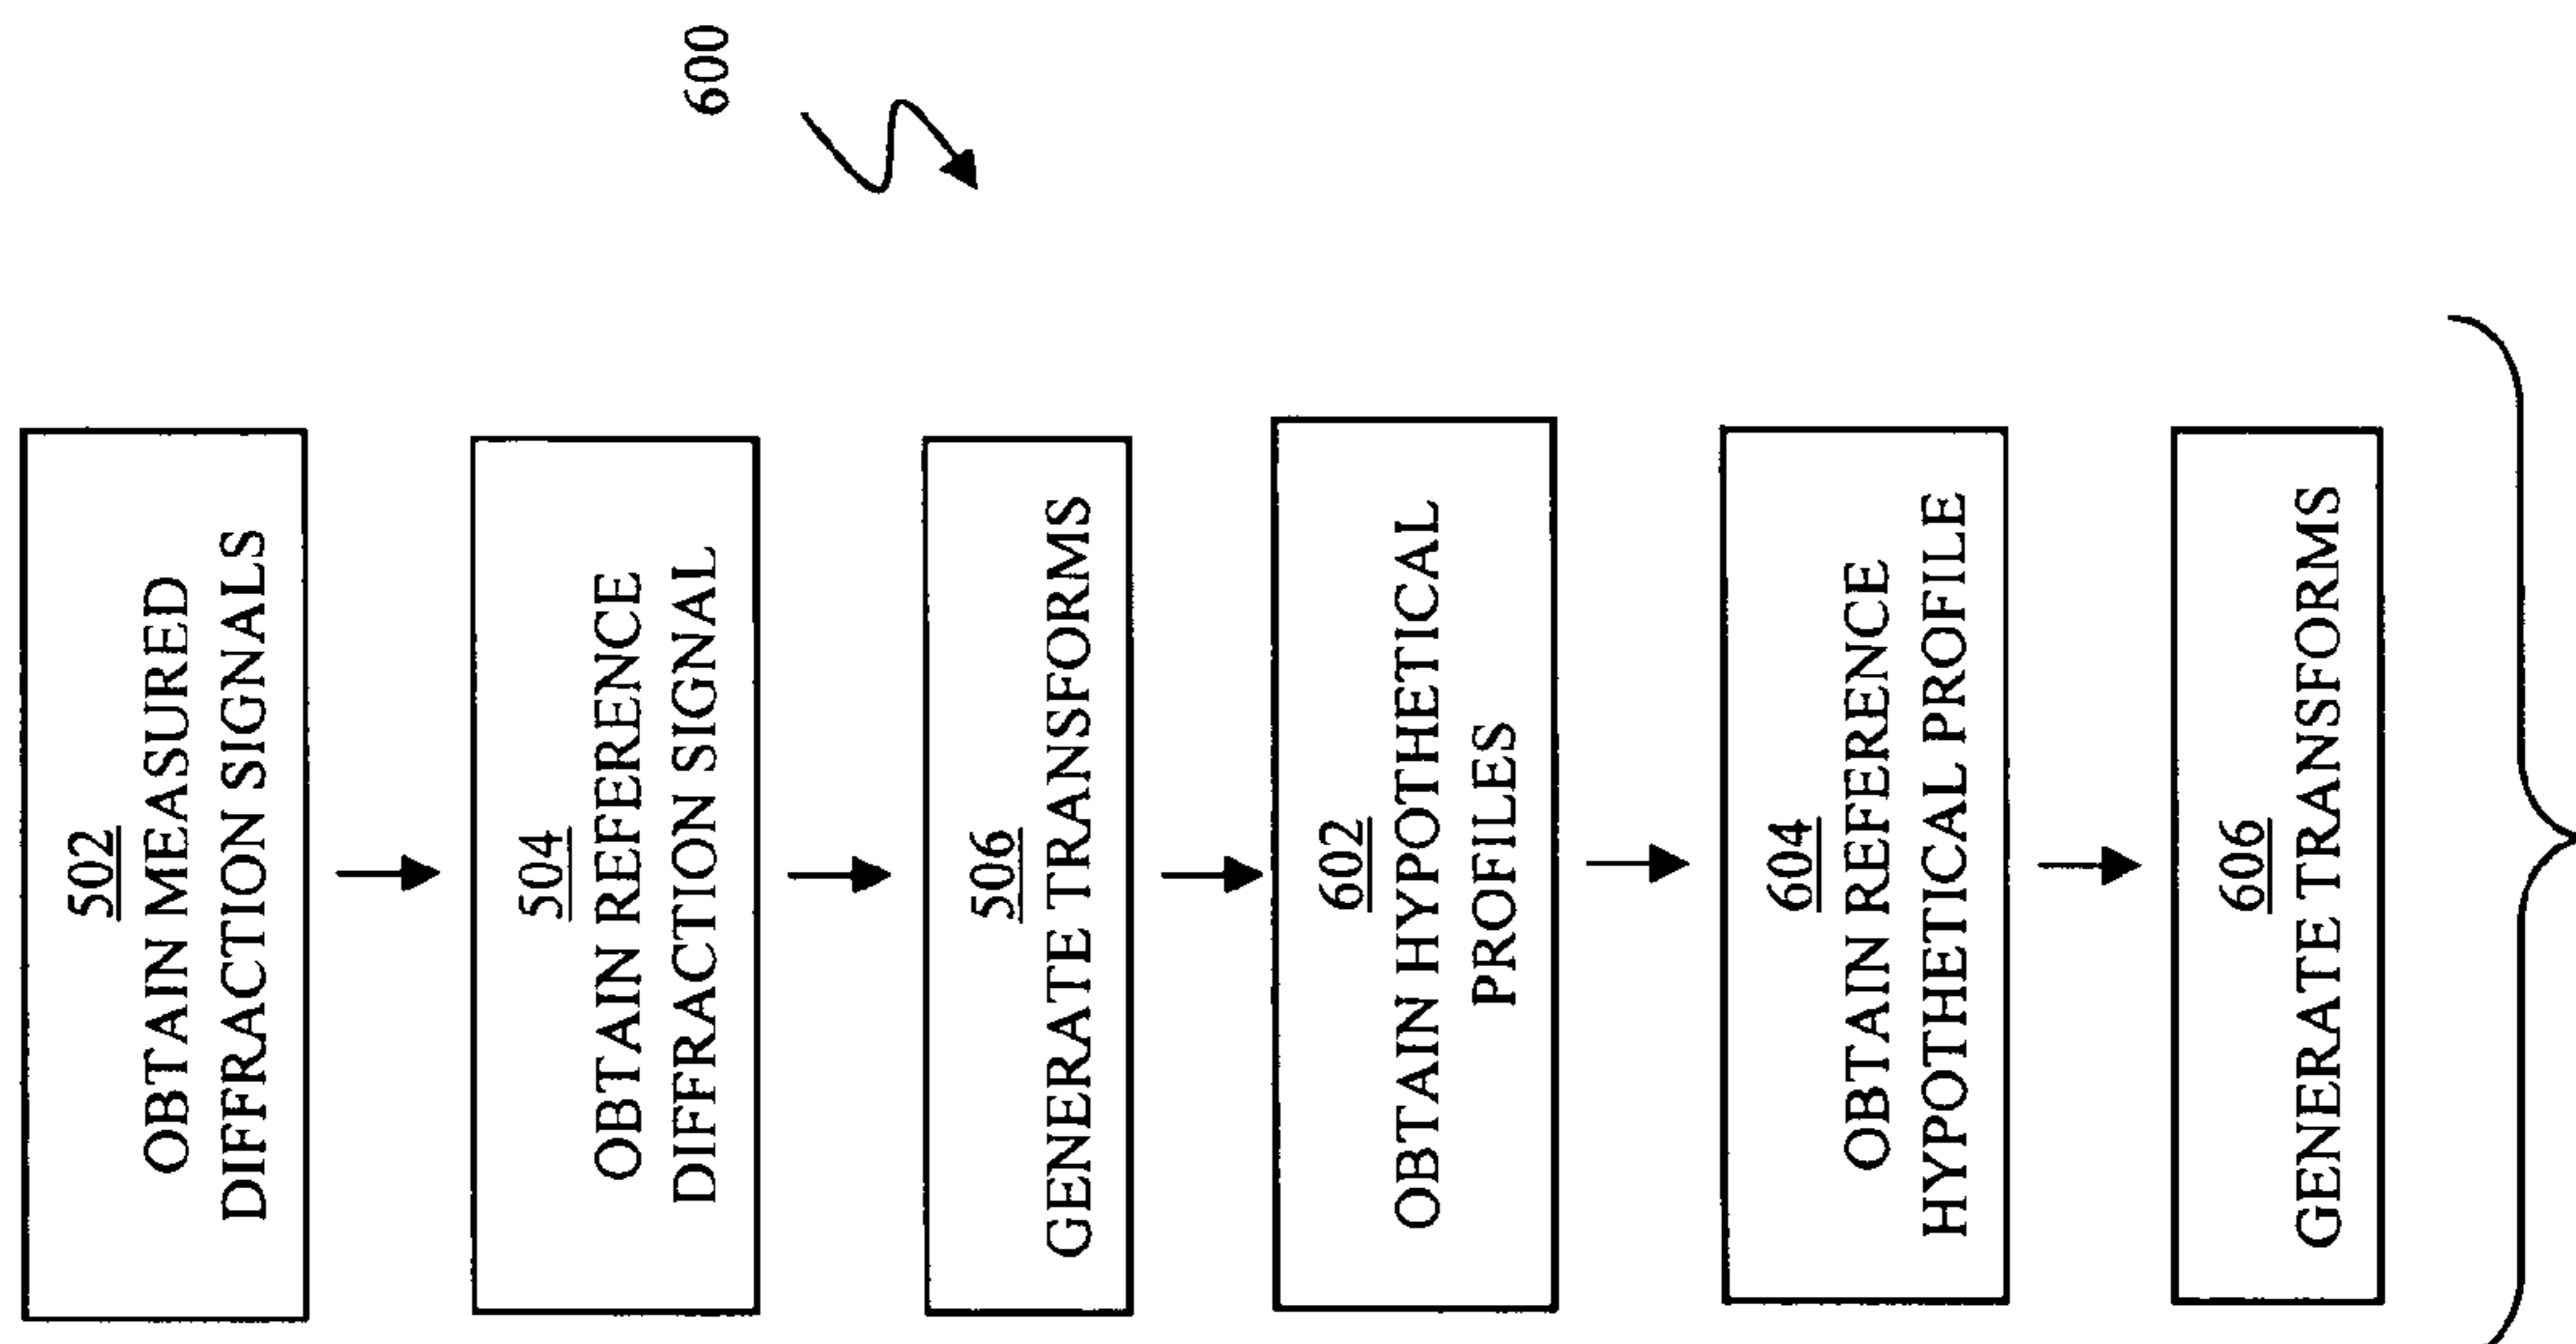 600
502
OBTAIN MEASURED
DIFFRACTION SIGNALS
504
OBTAIN REFERENCE
DIFFRACTION SIGNAL
506
GENERATE TRANSFORMS
602
OBTAIN HYPOTHETICAL
PROFILES
604
OBTAIN REFERENCE
HYPOTHETICAL PROFILE
606
GENERATE TRANSFORMS